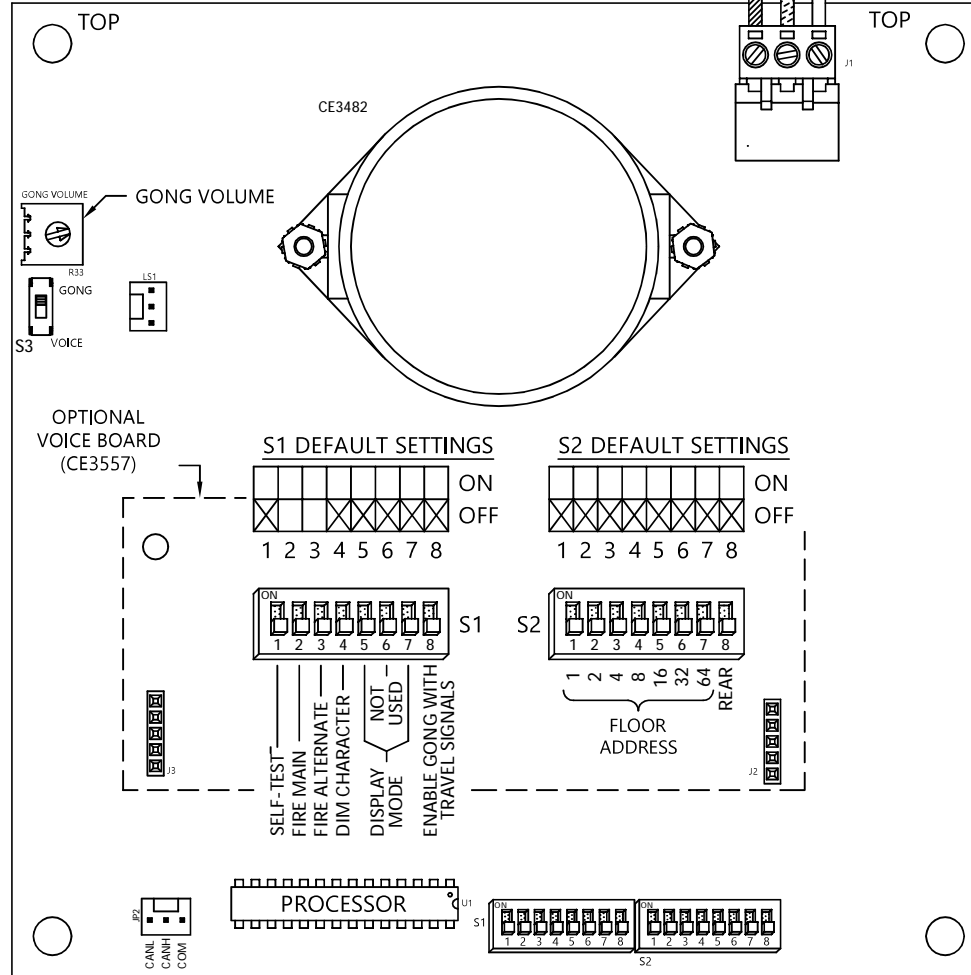 TOP
TOP
J1
CE3482
GONG VOLUME
GONG VOLUME
R33
GONG
LS1
S3
VOICE
OPTIONAL
VOICE BOARD
(CE3557)
S1 DEFAULT SETTINGS
ON
OFF
1 2 3 4 5 6 7 8
S2 DEFAULT SETTINGS
ON
OFF
1 2 3 4 5 6 7 8
ON
1 2 3 4 5 6 7 8
S1
S2
ON
1 2 3 4 5 6 7 8
SELF-TEST
FIRE MAIN
FIRE ALTERNATE
DIM CHARACTER
DISPLAY
MODE
NOT
USED
ENABLE GONG WITH
TRAVEL SIGNALS
1 2 4 8 16 32 64 REAR
FLOOR
ADDRESS
J3
J2
JP2
CANL
CANH
COM
PROCESSOR
U1
S1
ON
1 2 3 4 5 6 7 8
ON
1 2 3 4 5 6 7 8
S2